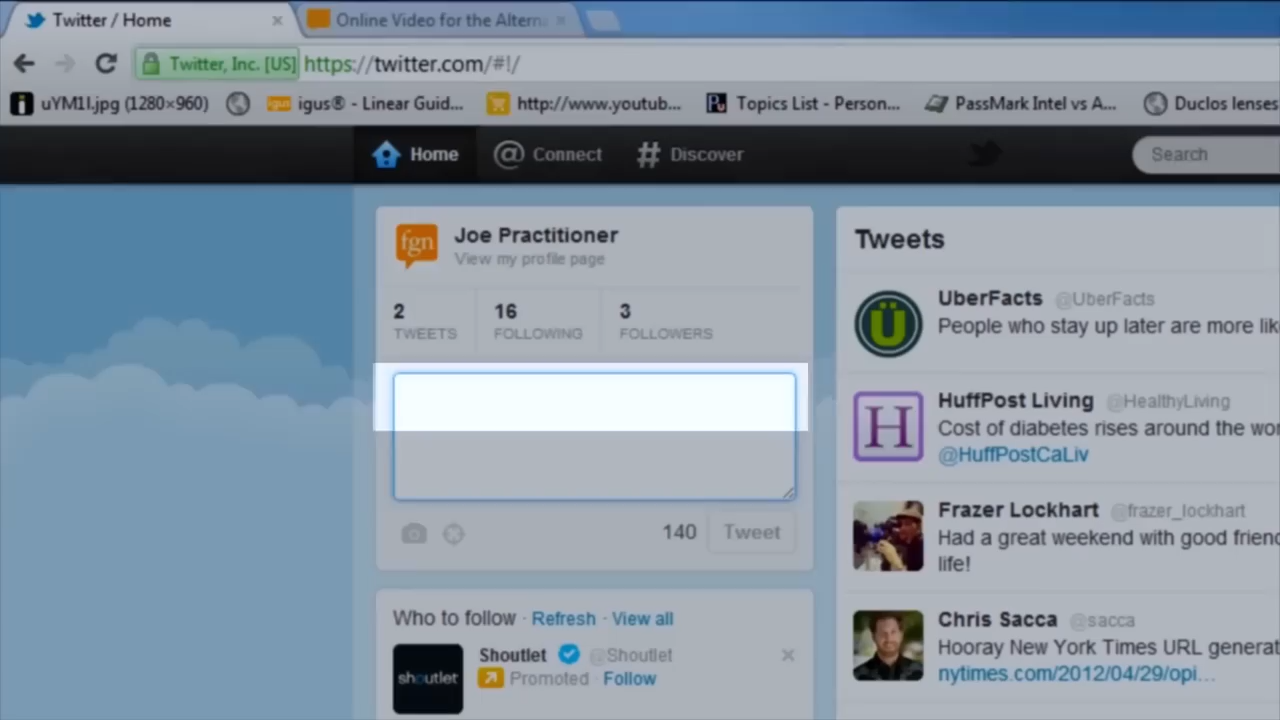 Twitter / Home
Online Video for the Alterna
Twitter, Inc. [US] https://twitter.com/#!/
uYM1I.jpg (1280×960)
igus® - Linear Guid...
http://www.youtub...
Topics List - Person...
PassMark Intel vs A...
Duclos lenses
Home
Connect
Discover
Search
fgn
Joe Practitioner
View my profile page
2 TWEETS
16 FOLLOWING
3 FOLLOWERS
140
Tweet
Who to follow · Refresh · View all
shoutlet
Shoutlet @Shoutlet
Promoted · Follow
Tweets
UberFacts @UberFacts
People who stay up later are more lik
HuffPost Living @HealthyLiving
Cost of diabetes rises around the wor
@HuffPostCaLiv
Frazer Lockhart @frazer_lockhart
Had a great weekend with good friend
life!
Chris Sacca @sacca
Hooray New York Times URL generat
nytimes.com/2012/04/29/opi...